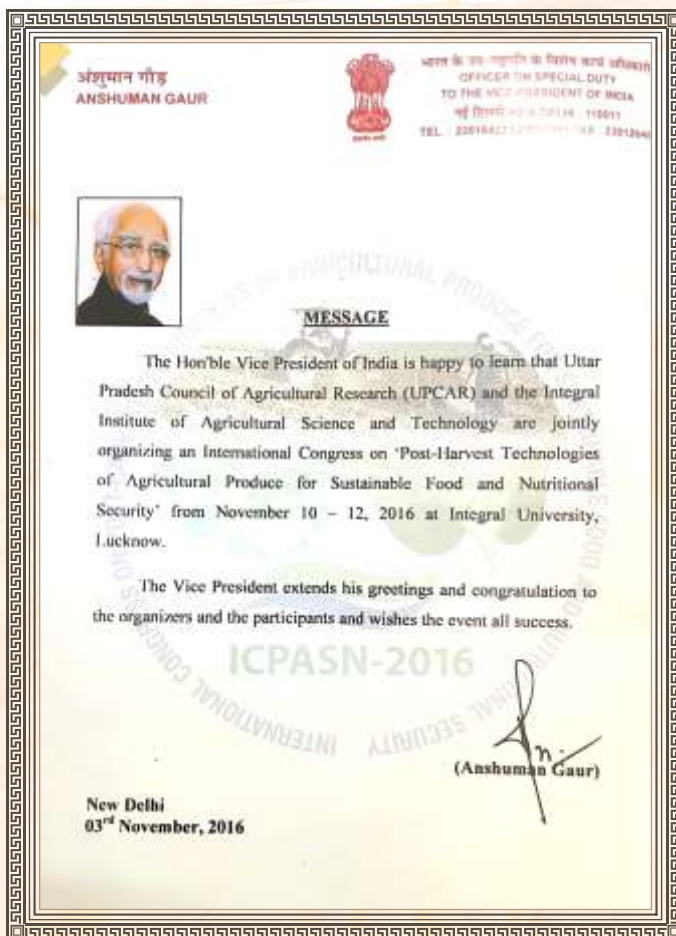 अंशुमान गौड़
ANSHUMAN GAUR
OFFICER ON SPECIAL DUTY
TO THE VICE-PRESIDENT OF INDIA
110011
TEL
MESSAGE
The Hon'ble Vice President of India is happy to learn that Uttar
Pradesh Council of Agricultural Research (UPCAR) and the Integral
Institute of Agricultural Science and Technology are jointly
organizing an International Congress on 'Post-Harvest Technologies
of Agricultural Produce for Sustainable Food and Nutritional
Security' from November 10 – 12, 2016 at Integral University,
Lucknow.
The Vice President extends his greetings and congratulation to
the organizers and the participants and wishes the event all success.
ICPASN-2016
(Anshuman Gaur)
New Delhi
03rd November, 2016